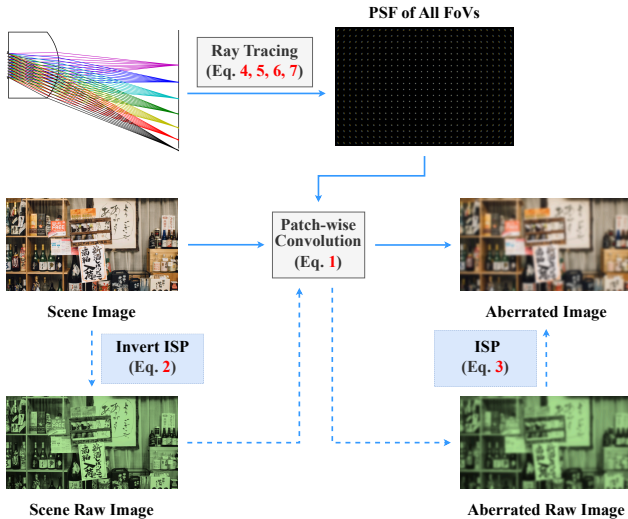 PSF of All FoVs
Ray Tracing
(Eq. 4, 5, 6, 7)
Patch-wise
Convolution
(Eq. 1)
Scene Image
Aberrated Image
Invert ISP
(Eq. 2)
ISP
(Eq. 3)
Scene Raw Image
Aberrated Raw Image